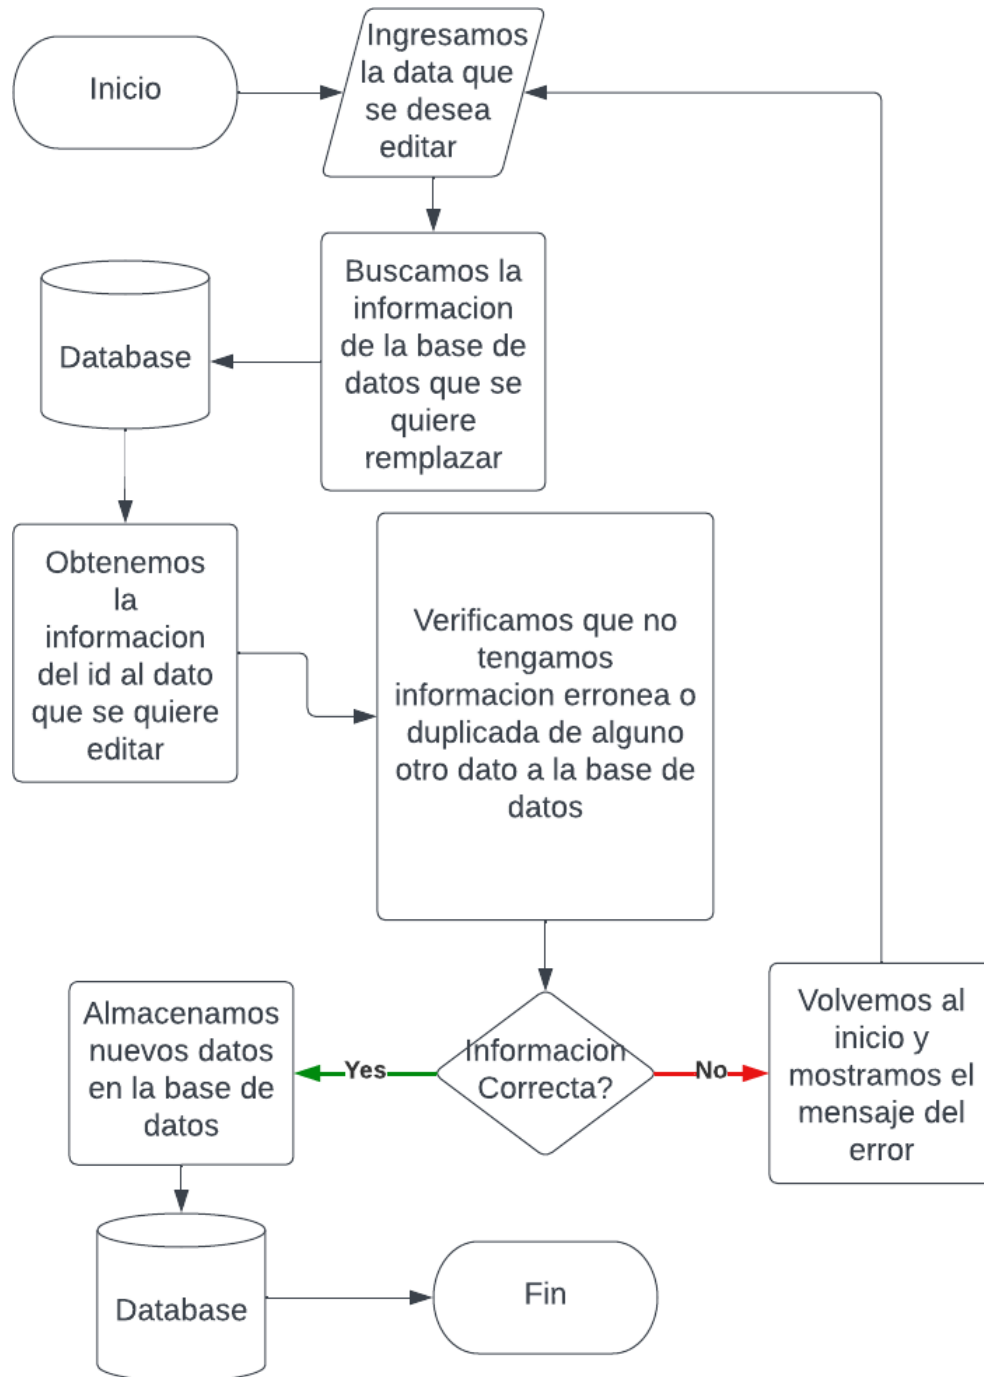 Inicio
Ingresamos
la data que
se desea
editar
Buscamos la
informacion
de la base de
datos que se
quiere
remplazar
Database
Obtenemos
la
informacion
del id al dato
que se quiere
editar
Verificamos que no
tengamos
informacion erronea o
duplicada de alguno
otro dato a la base de
datos
Informacion
Correcta?
Yes
No
Almacenamos
nuevos datos
en la base de
datos
Volvemos al
inicio y
mostramos el
mensaje del
error
Database
Fin